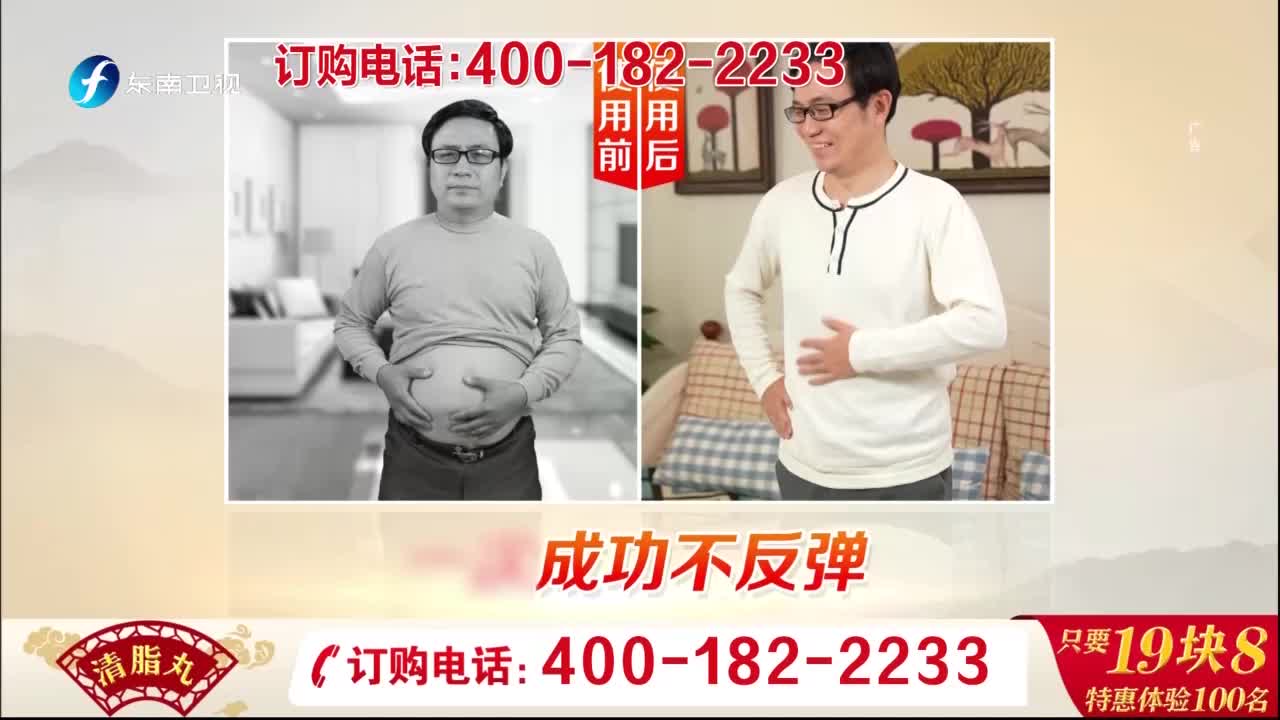 东南卫视
订购电话:400-182-2233
广告
使用前
使用后
成功不反弹
清脂丸
订购电话:400-182-2233
只要19块8
特惠体验100名